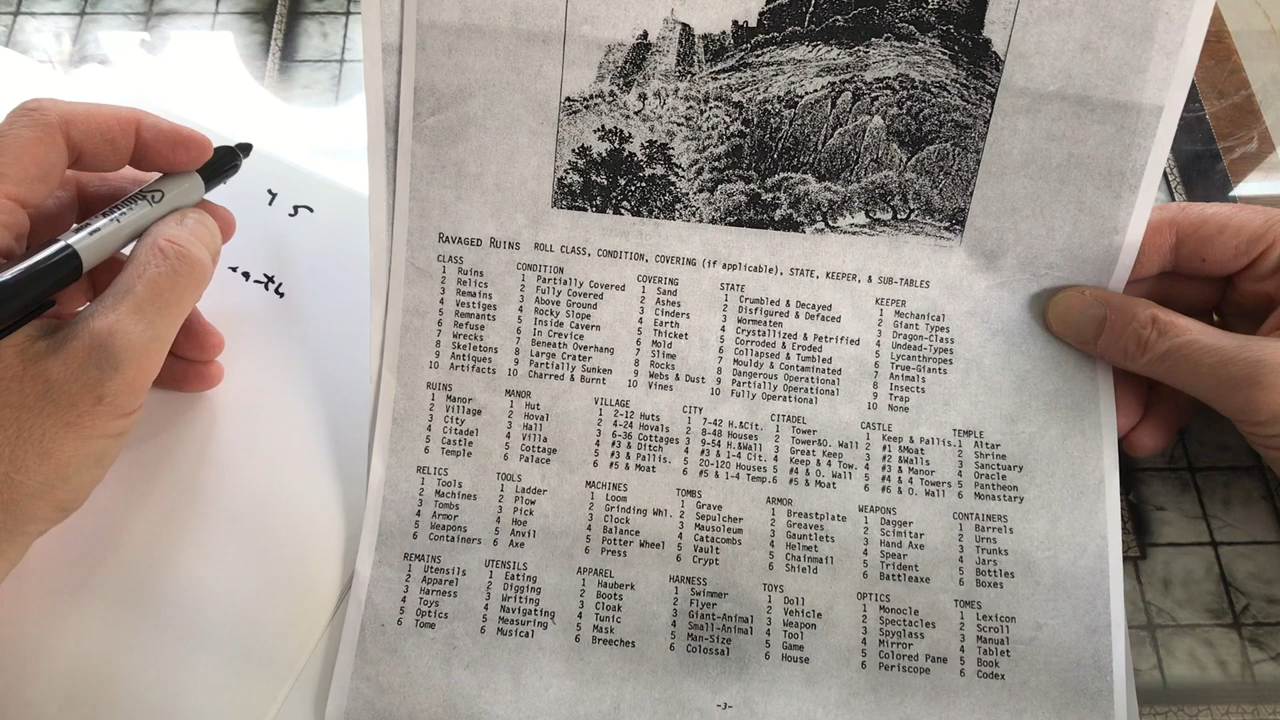 Sharpie
4 5
RAVAGED RUINS ROLL CLASS, CONDITION, COVERING (if applicable), STATE, KEEPER, & SUB-TABLES
CLASS
1 Ruins
2 Relics
3 Remains
4 Vestiges
5 Remnants
6 Refuse
7 Wrecks
8 Skeletons
9 Antiques
10 Artifacts
CONDITION
1 Partially Covered
2 Fully Covered
3 Above Ground
4 Rocky Slope
5 Inside Cavern
6 In Crevice
7 Beneath Overhang
8 Large Crater
9 Partially Sunken
10 Charred & Burnt
COVERING
1 Sand
2 Ashes
3 Cinders
4 Earth
5 Thicket
6 Mold
7 Slime
8 Rocks
9 Webs & Dust
10 Vines
STATE
1 Crumbled & Decayed
2 Disfigured & Defaced
3 Wormeaten
4 Crystallized & Petrified
5 Corroded & Eroded
6 Collapsed & Tumbled
7 Mouldy & Contaminated
8 Dangerous Operational
9 Partially Operational
10 Fully Operational
KEEPER
1 Mechanical
2 Giant Types
3 Dragon-Class
4 Undead-Types
5 Lycanthropes
6 True-Giants
7 Animals
8 Insects
9 Trap
10 None
RUINS
1 Manor
2 Village
3 City
4 Citadel
5 Castle
6 Temple
MANOR
1 Hut
2 Hoval
3 Hall
4 Villa
5 Cottage
6 Palace
VILLAGE
1 2-12 Huts
2 4-24 Hovals
3 6-36 Cottages
4 #3 & Ditch
5 #3 & Pallis.
6 #5 & Moat
CITY
1 7-42 H.&Cit.
2 8-48 Houses
3 9-54 H.&Wall
4 #3 & 1-4 Cit.
5 20-120 Houses
6 #5 & 1-4 Temp.
CITADEL
1 Tower
2 Tower&O. Wall
3 Great Keep
4 Keep & 4 Tow.
5 #4 & O. Wall
6 #5 & Moat
CASTLE
1 Keep & Pallis.
2 #1 &Moat
3 #2 &Walls
4 #3 & Manor
5 #4 & 4 Towers
6 #6 & O. Wall
TEMPLE
1 Altar
2 Shrine
3 Sanctuary
4 Oracle
5 Pantheon
6 Monastary
RELICS
1 Tools
2 Machines
3 Tombs
4 Armor
5 Weapons
6 Containers
TOOLS
1 Ladder
2 Plow
3 Pick
4 Hoe
5 Anvil
6 Axe
MACHINES
1 Loom
2 Grinding Whl.
3 Clock
4 Balance
5 Potter Wheel
6 Press
TOMBS
1 Grave
2 Sepulcher
3 Mausoleum
4 Catacombs
5 Vault
6 Crypt
ARMOR
1 Breastplate
2 Greaves
3 Gauntlets
4 Helmet
5 Chainmail
6 Shield
WEAPONS
1 Dagger
2 Scimitar
3 Hand Axe
4 Spear
5 Trident
6 Battleaxe
CONTAINERS
1 Barrels
2 Urns
3 Trunks
4 Jars
5 Bottles
6 Boxes
REMAINS
1 Utensils
2 Apparel
3 Harness
4 Toys
5 Optics
6 Tome
UTENSILS
1 Eating
2 Digging
3 Writing
4 Navigating
5 Measuring
6 Musical
APPAREL
1 Hauberk
2 Boots
3 Cloak
4 Tunic
5 Mask
6 Breeches
HARNESS
1 Swimmer
2 Flyer
3 Giant-Animal
4 Small-Animal
5 Man-Size
6 Colossal
TOYS
1 Doll
2 Vehicle
3 Weapon
4 Tool
5 Game
6 House
OPTICS
1 Monocle
2 Spectacles
3 Spyglass
4 Mirror
5 Colored Pane
6 Periscope
TOMES
1 Lexicon
2 Scroll
3 Manual
4 Tablet
5 Book
6 Codex
-3-